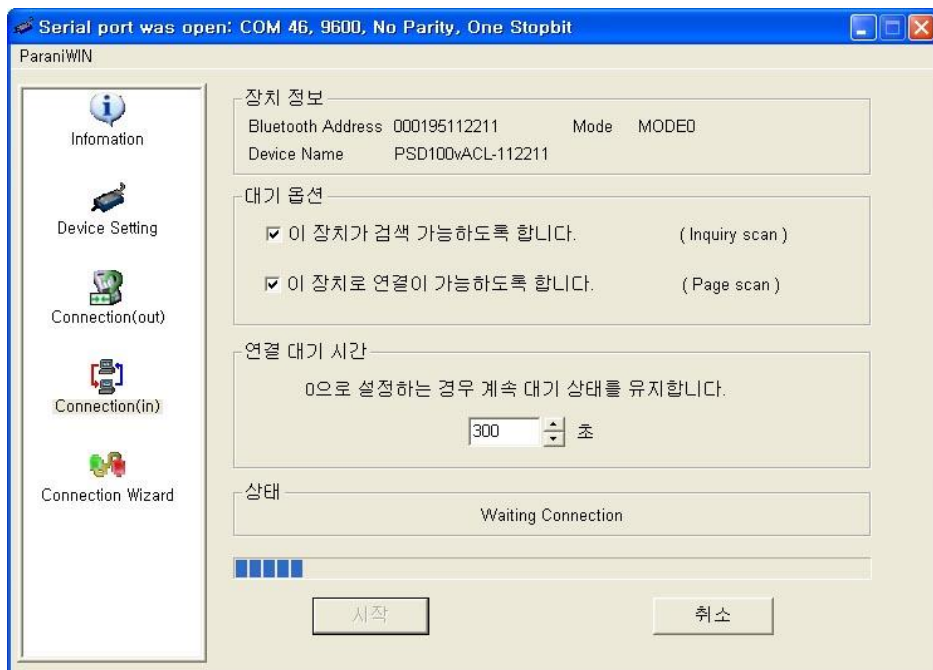 Serial port was open: COM 46, 9600, No Parity, One Stopbit
ParaniWIN
Infomation
Device Setting
Connection(out)
Connection(in)
Connection Wizard
장치 정보
Bluetooth Address 000195112211 Mode MODE0
Device Name PSD100vACL-112211
대기 옵션
이 장치가 검색 가능하도록 합니다. ( Inquiry scan )
이 장치로 연결이 가능하도록 합니다. ( Page scan )
연결 대기 시간
0으로 설정하는 경우 계속 대기 상태를 유지합니다.
300 초
상태
Waiting Connection
시작 취소